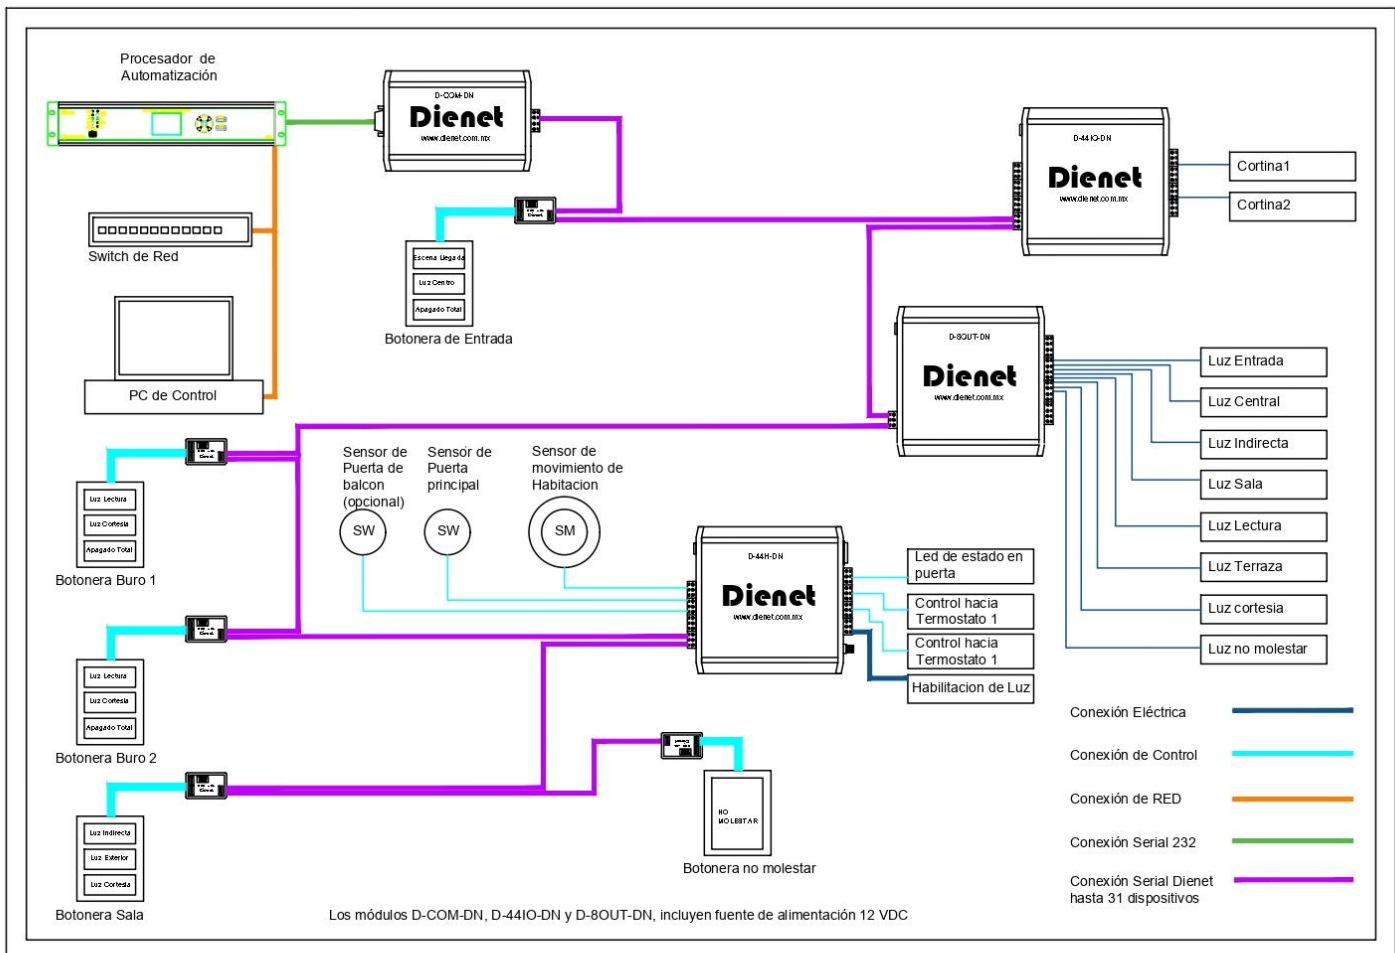 Procesador de
Automatización
D-COM-DN
Dienet
www.dienet.com.mx
D-44IO-DN
Dienet
www.dienet.com.mx
Cortina1
Cortina2
Switch de Red
Dienet
Escena Llegada
Luz Centro
Apagado Total
Botonera de Entrada
PC de Control
D-8OUT-DN
Dienet
www.dienet.com.mx
Luz Entrada
Luz Central
Luz Indirecta
Luz Sala
Luz Lectura
Luz Terraza
Luz cortesia
Luz no molestar
Dienet
Luz Lectura
Luz Cortesia
Apagado Total
Botonera Buro 1
Sensor de
Puerta de
balcon
(opcional)
SW
Sensor de
Puerta
principal
SW
Sensor de
movimiento de
Habitacion
SM
D-44H-DN
Dienet
www.dienet.com.mx
Led de estado en
puerta
Control hacia
Termostato 1
Control hacia
Termostato 1
Habilitacion de Luz
Dienet
Luz Lectura
Luz Cortesia
Apagado Total
Botonera Buro 2
Dienet
Luz Indirecta
Luz Exterior
Luz Cortesia
Botonera Sala
Dienet
NO
MOLESTAR
Botonera no molestar
Conexión Eléctrica
Conexión de Control
Conexión de RED
Conexión Serial 232
Conexión Serial Dienet
hasta 31 dispositivos
Los módulos D-COM-DN, D-44IO-DN y D-8OUT-DN, incluyen fuente de alimentación 12 VDC